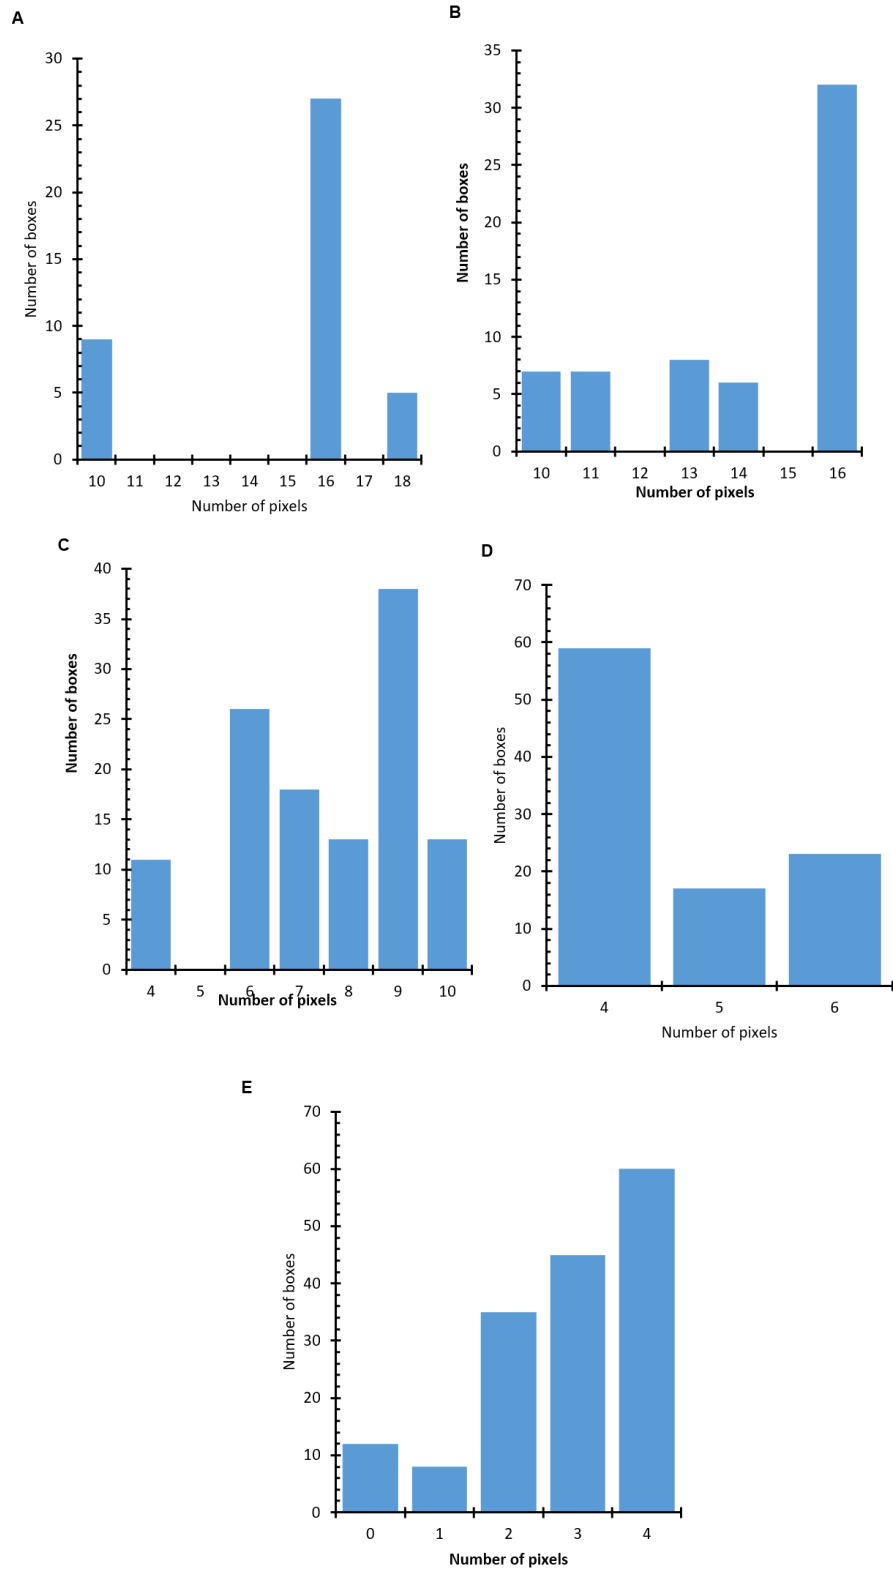 A
30
25
20
15
10
5
0
Number of boxes
10 11 12 13 14 15 16 17 18
Number of pixels
B
35
30
25
20
15
10
5
0
Number of boxes
10 11 12 13 14 15 16
Number of pixels
C
40
35
30
25
20
15
10
5
0
Number of boxes
4 5 6 7 8 9 10
Number of pixels
D
70
60
50
40
30
20
10
0
Number of boxes
4 5 6
Number of pixels
E
70
60
50
40
30
20
10
0
Number of boxes
0 1 2 3 4
Number of pixels